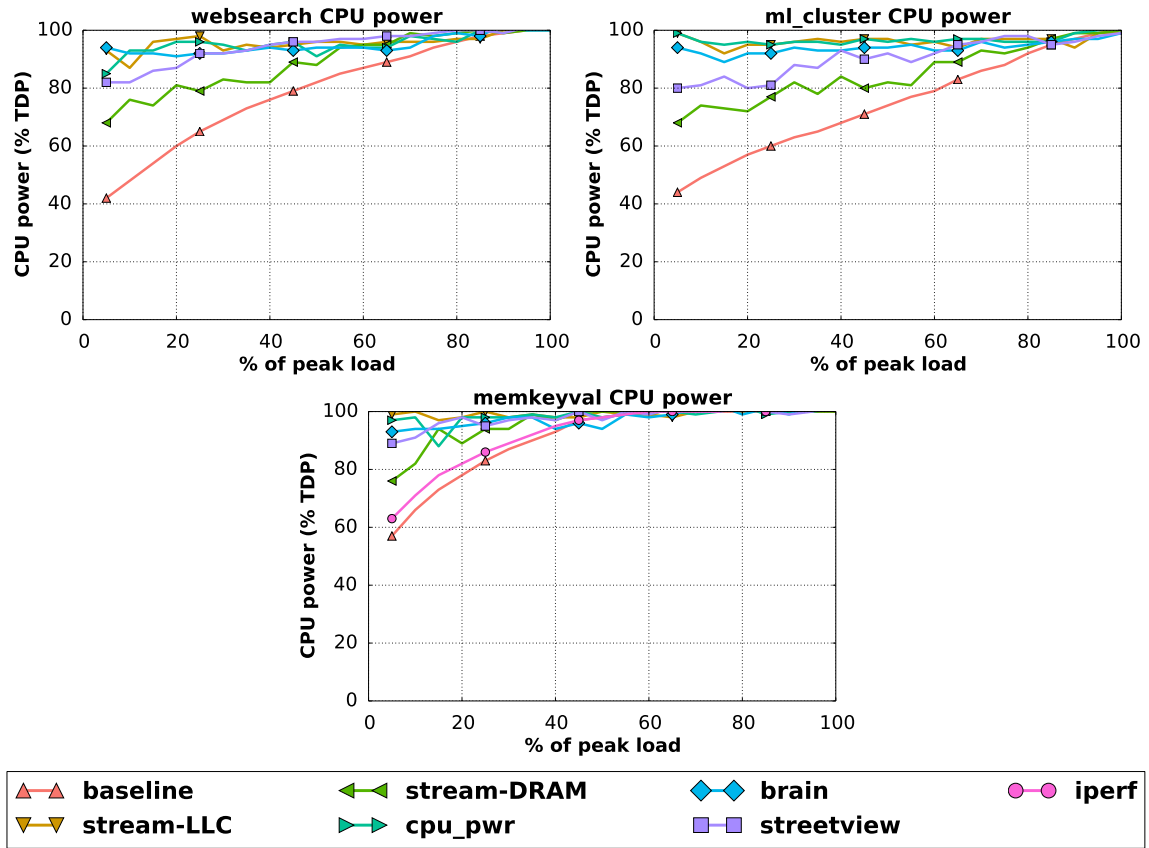 websearch CPU power
CPU power (% TDP)
100
80
60
40
20
0
0 20 40 60 80 100
% of peak load
ml_cluster CPU power
CPU power (% TDP)
100
80
60
40
20
0
0 20 40 60 80 100
% of peak load
memkeyval CPU power
CPU power (% TDP)
100
80
60
40
20
0
0 20 40 60 80 100
% of peak load
baseline stream-DRAM brain iperf
stream-LLC cpu_pwr streetview